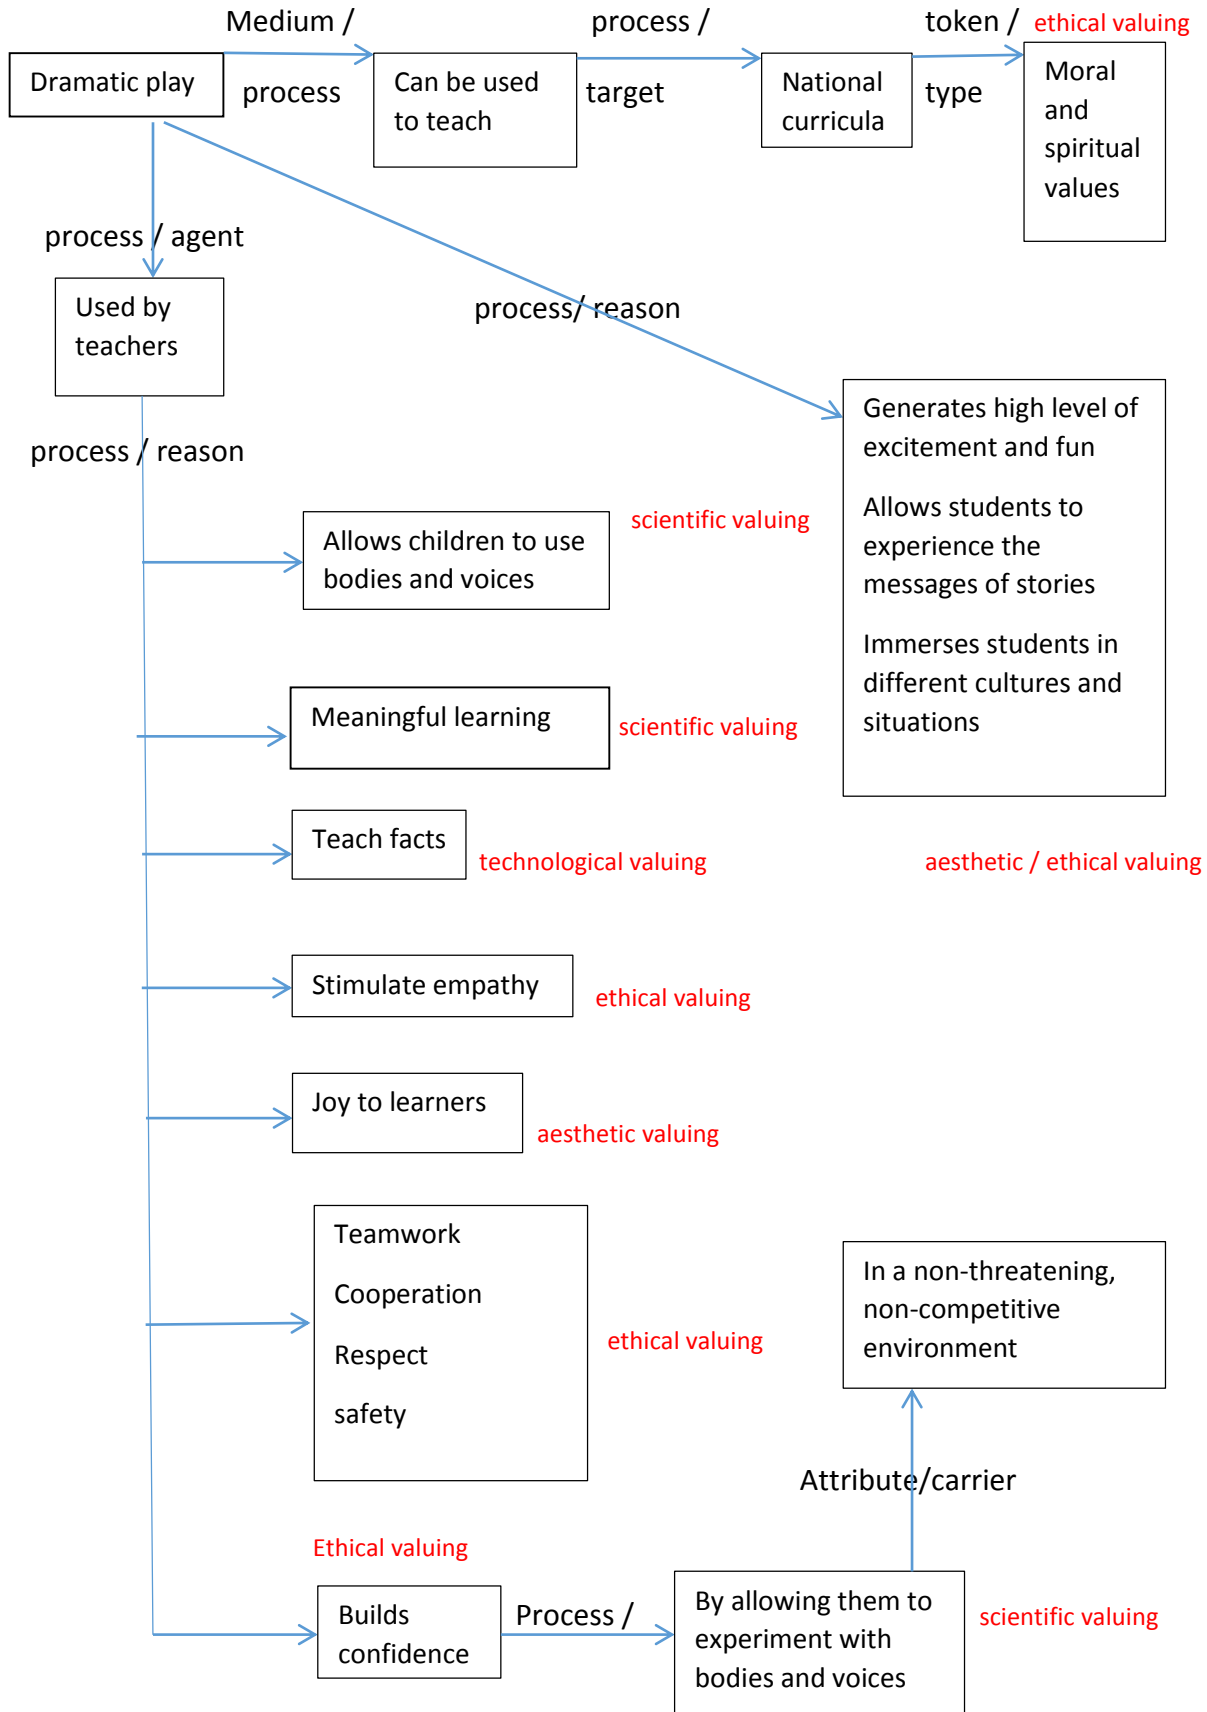 Medium /
process /
token /
ethical valuing
Dramatic play
process
Can be used
to teach
target
National
curricula
type
Moral
and
spiritual
values
process / agent
Used by
teachers
process/ reason
process / reason
Generates high level of
excitement and fun
Allows students to
experience the
messages of stories
Immerses students in
different cultures and
situations
aesthetic / ethical valuing
Allows children to use
bodies and voices
scientific valuing
Meaningful learning
scientific valuing
Teach facts
technological valuing
Stimulate empathy
ethical valuing
Joy to learners
aesthetic valuing
Teamwork
Cooperation
Respect
safety
ethical valuing
In a non-threatening,
non-competitive
environment
Attribute/carrier
Ethical valuing
Builds
confidence
Process /
By allowing them to
experiment with
bodies and voices
scientific valuing